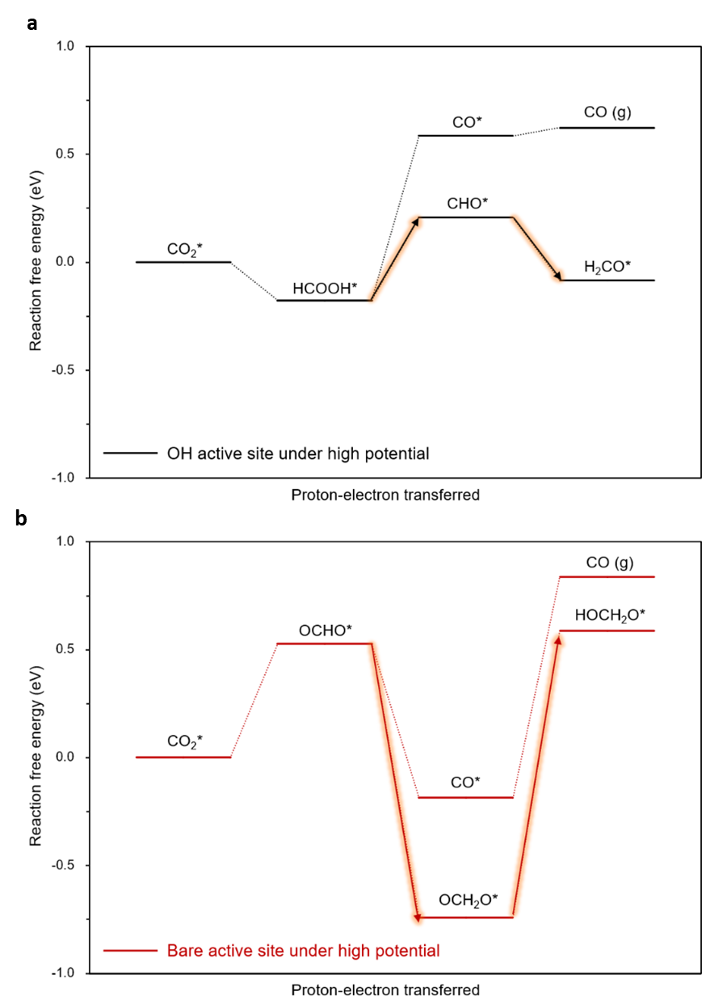 a
1.0
CO (g)
CO*
0.5
CHO*
CO₂*
0.0
H₂CO*
HCOOH*
Reaction free energy (eV)
-0.5
OH active site under high potential
-1.0
Proton-electron transferred
b
1.0
CO (g)
HOCH₂O*
OCHO*
0.5
CO₂*
0.0
CO*
Reaction free energy (eV)
-0.5
OCH₂O*
Bare active site under high potential
-1.0
Proton-electron transferred